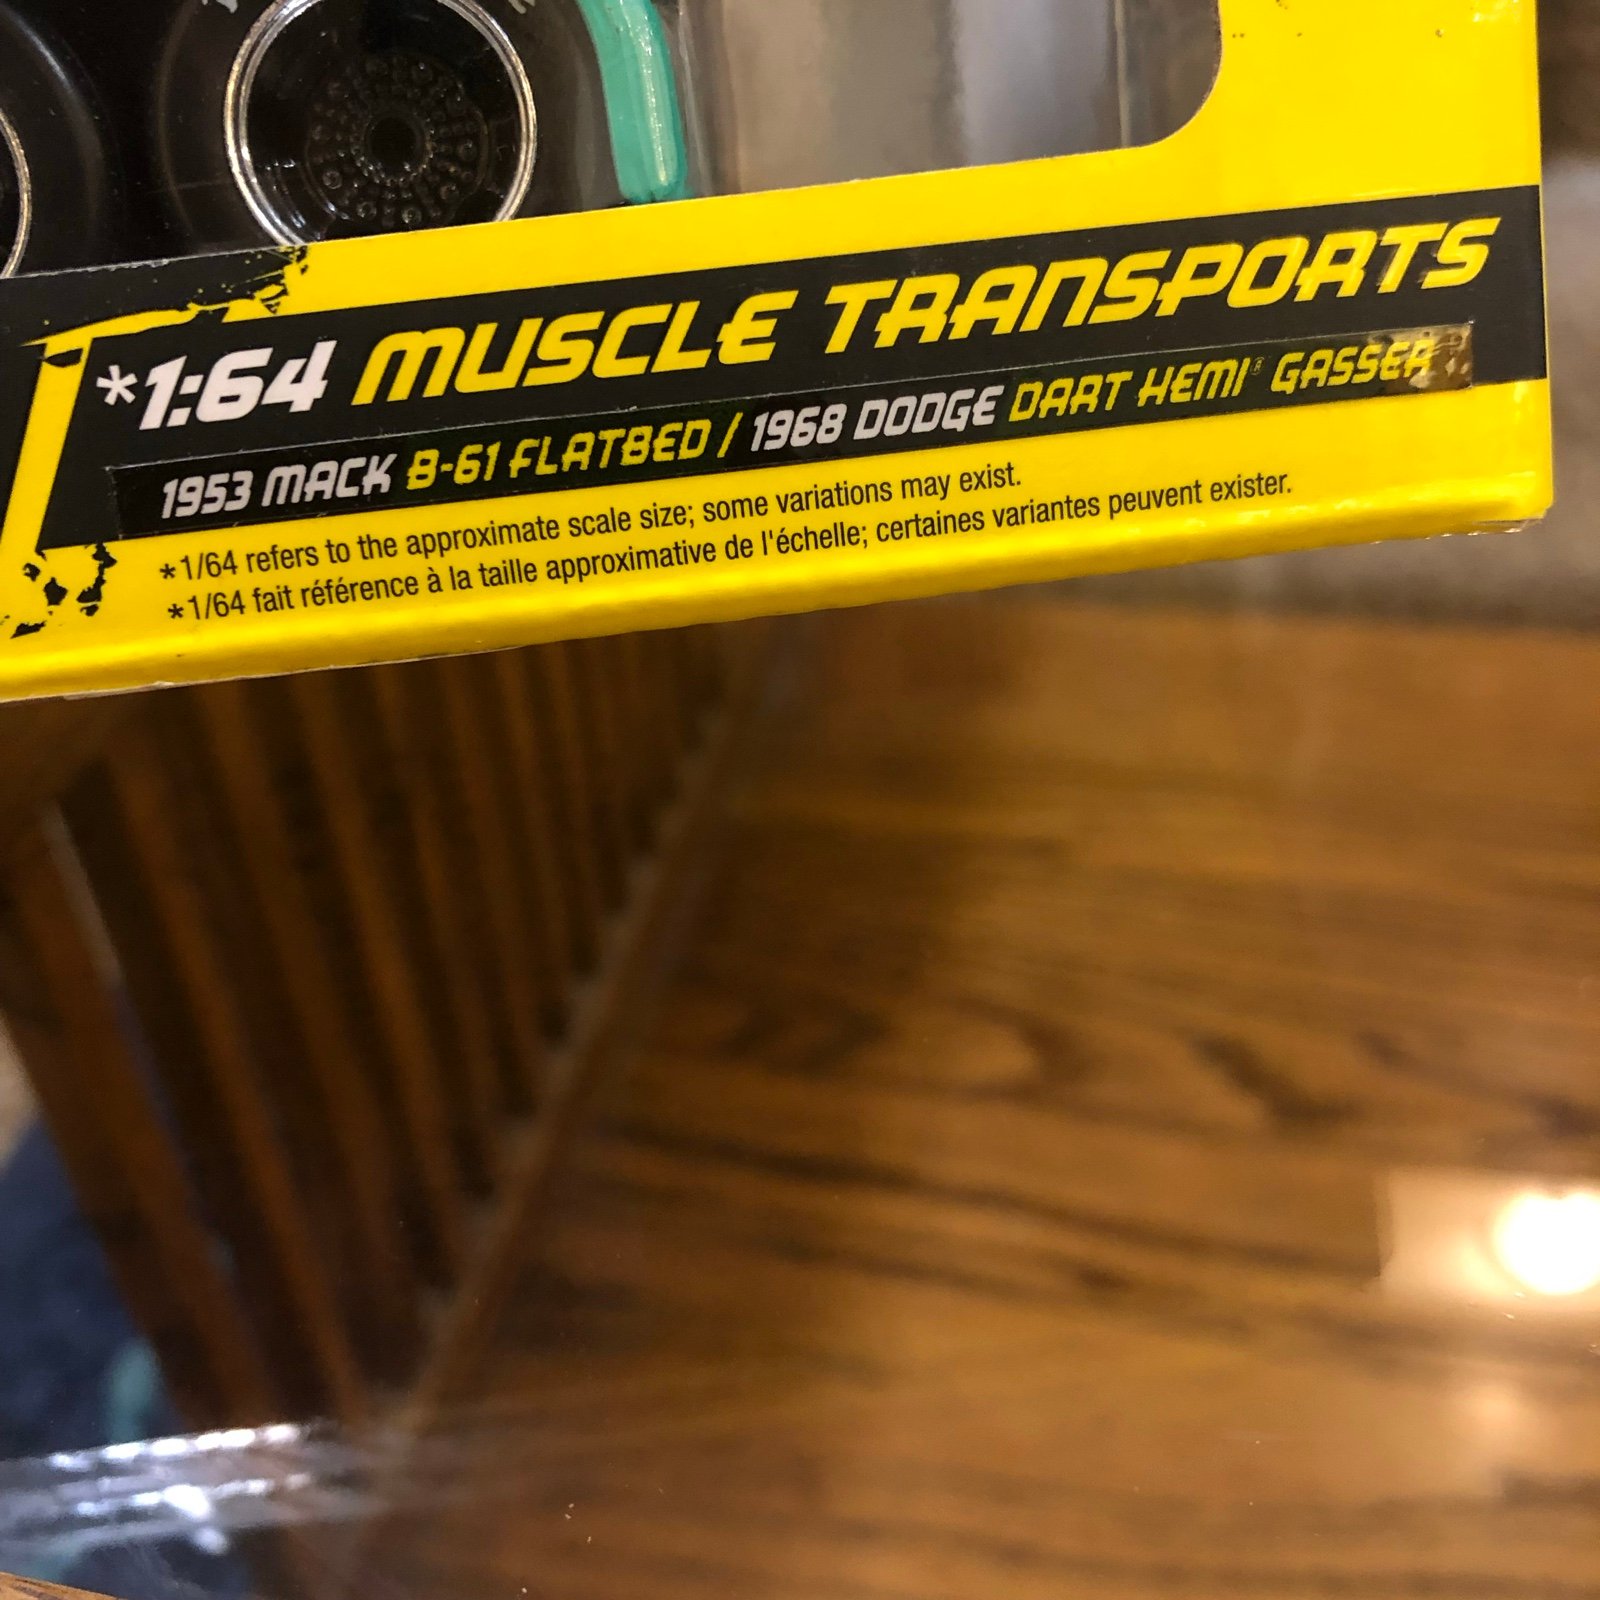 *1:64 MUSCLE TRANSPORTS
1953 MACK B-61 FLATBED / 1968 DODGE DART HEMI® GASSER
*1/64 refers to the approximate scale size; some variations may exist.
*1/64 fait référence à la taille approximative de l'échelle; certaines variantes peuvent exister.